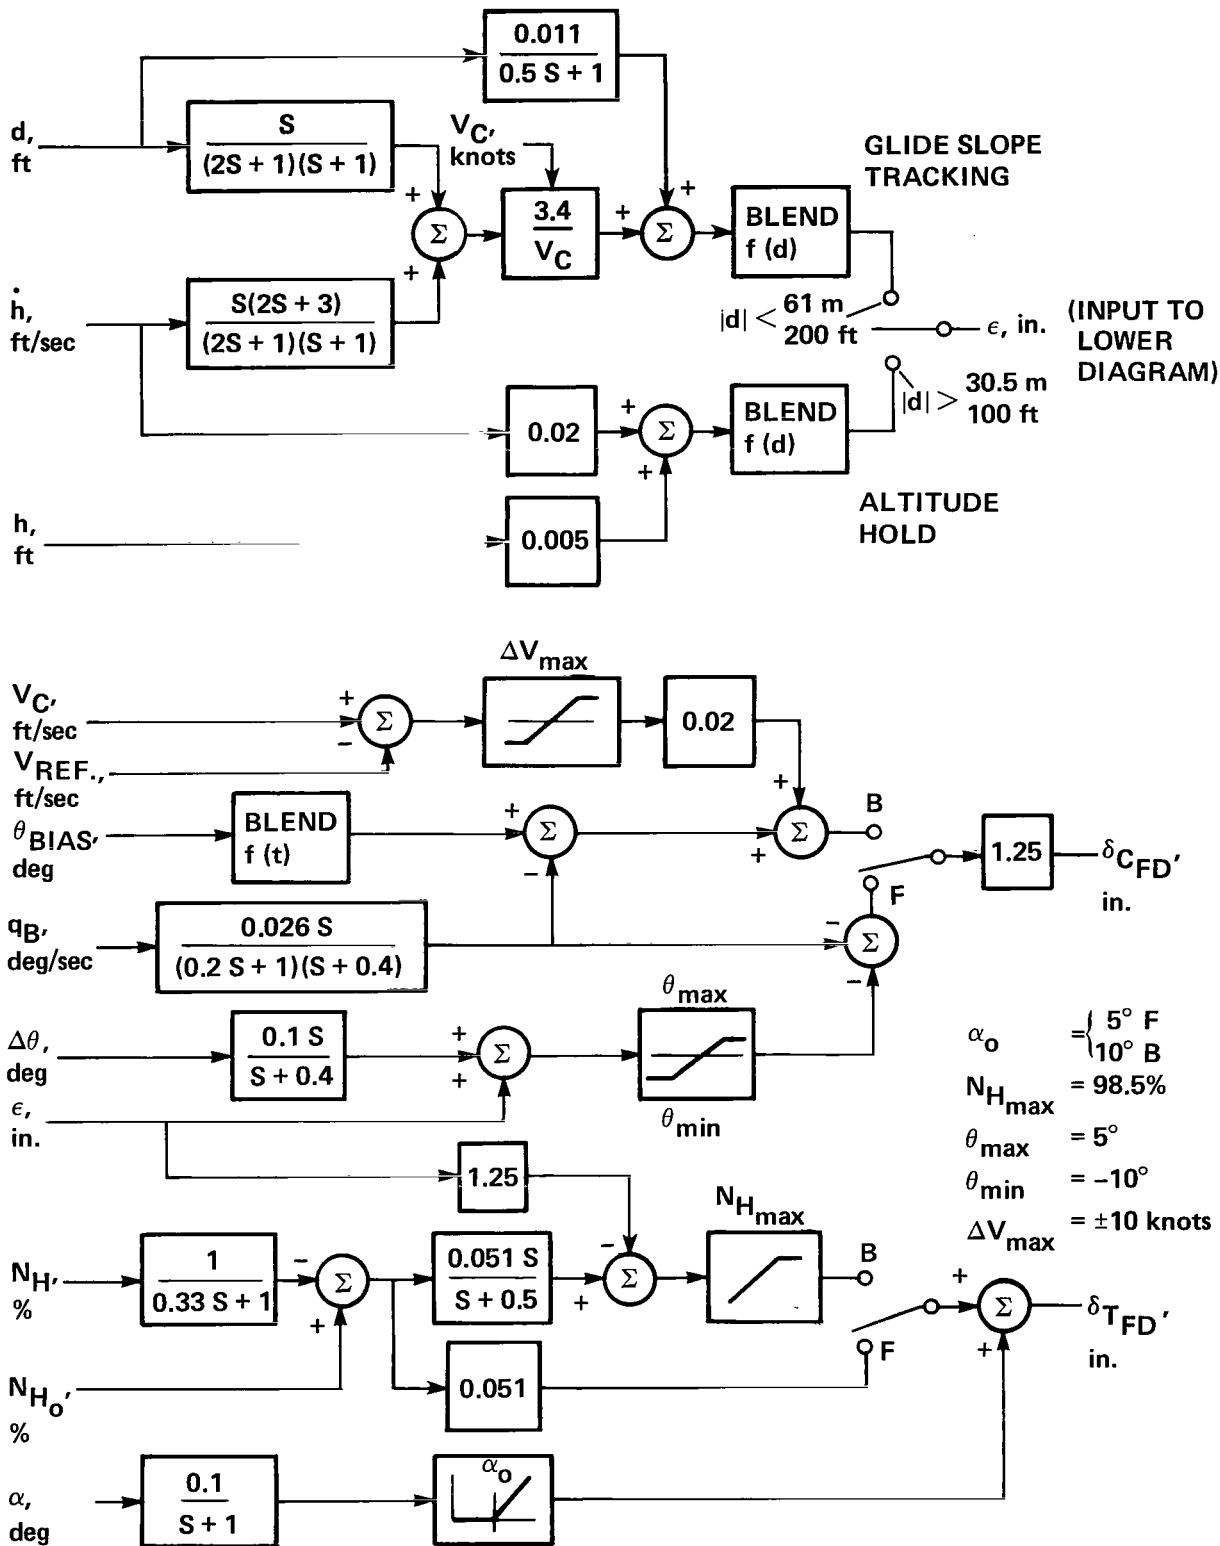 0.011
0.5 S + 1
d,
ft
S
(2S + 1)(S + 1)
V_C,
knots
GLIDE SLOPE
TRACKING
+
Σ
+
3.4
V_C
+
Σ
+
BLEND
f (d)
ḣ,
ft/sec
S(2S + 3)
(2S + 1)(S + 1)
|d| < 61 m
200 ft
ϵ, in.
(INPUT TO
LOWER
DIAGRAM)
|d| > 30.5 m
100 ft
0.02
+
Σ
+
BLEND
f (d)
ALTITUDE
HOLD
h,
ft
0.005
V_C,
ft/sec
+
Σ
−
V_REF.,
ft/sec
ΔV_max
0.02
+
θ_BIAS,
deg
BLEND
f (t)
+
Σ
−
+
Σ
B
F
1.25
δ_C_FD,
in.
q_B,
deg/sec
0.026 S
(0.2 S + 1)(S + 0.4)
−
Σ
−
Δθ,
deg
0.1 S
S + 0.4
+
Σ
+
θ_max
θ_min
ϵ,
in.
α_o = { 5° F
10° B
N_H_max = 98.5%
θ_max = 5°
θ_min = −10°
ΔV_max = ±10 knots
1.25
N_H,
%
1
0.33 S + 1
−
Σ
+
0.051 S
S + 0.5
−
Σ
+
N_H_max
B
F
+
Σ
+
δ_T_FD,
in.
N_H_o,
%
0.051
α,
deg
0.1
S + 1
α_o